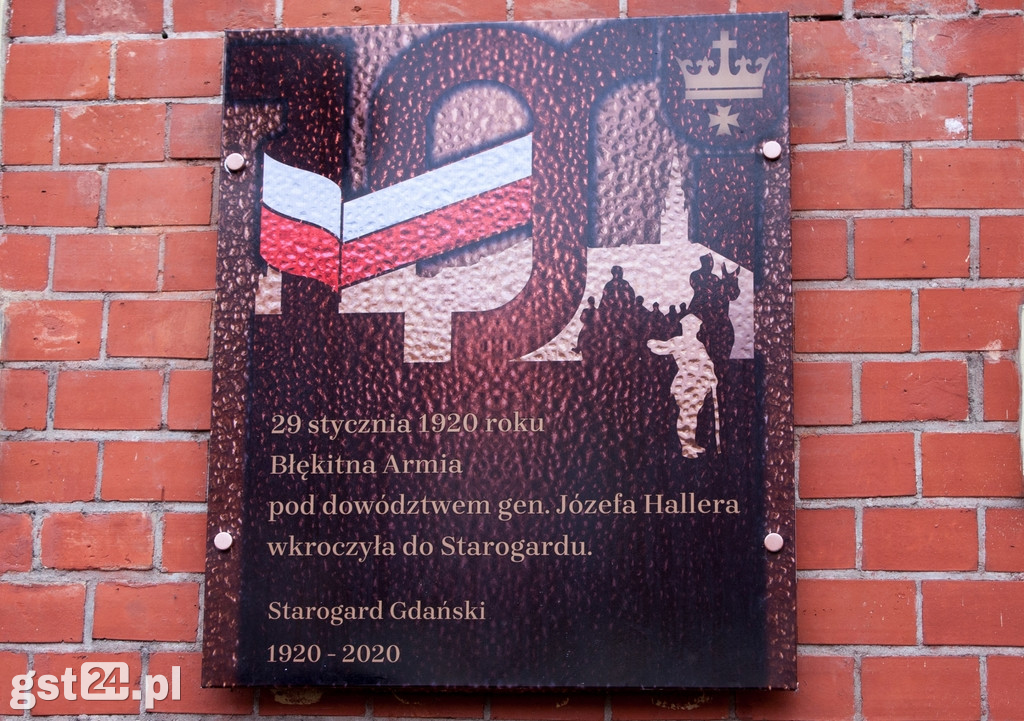 29 stycznia 1920 roku
Błękitna Armia
pod dowództwem gen. Józefa Hallera
wkroczyła do Starogardu.
Starogard Gdański
1920 - 2020
gst24.pl